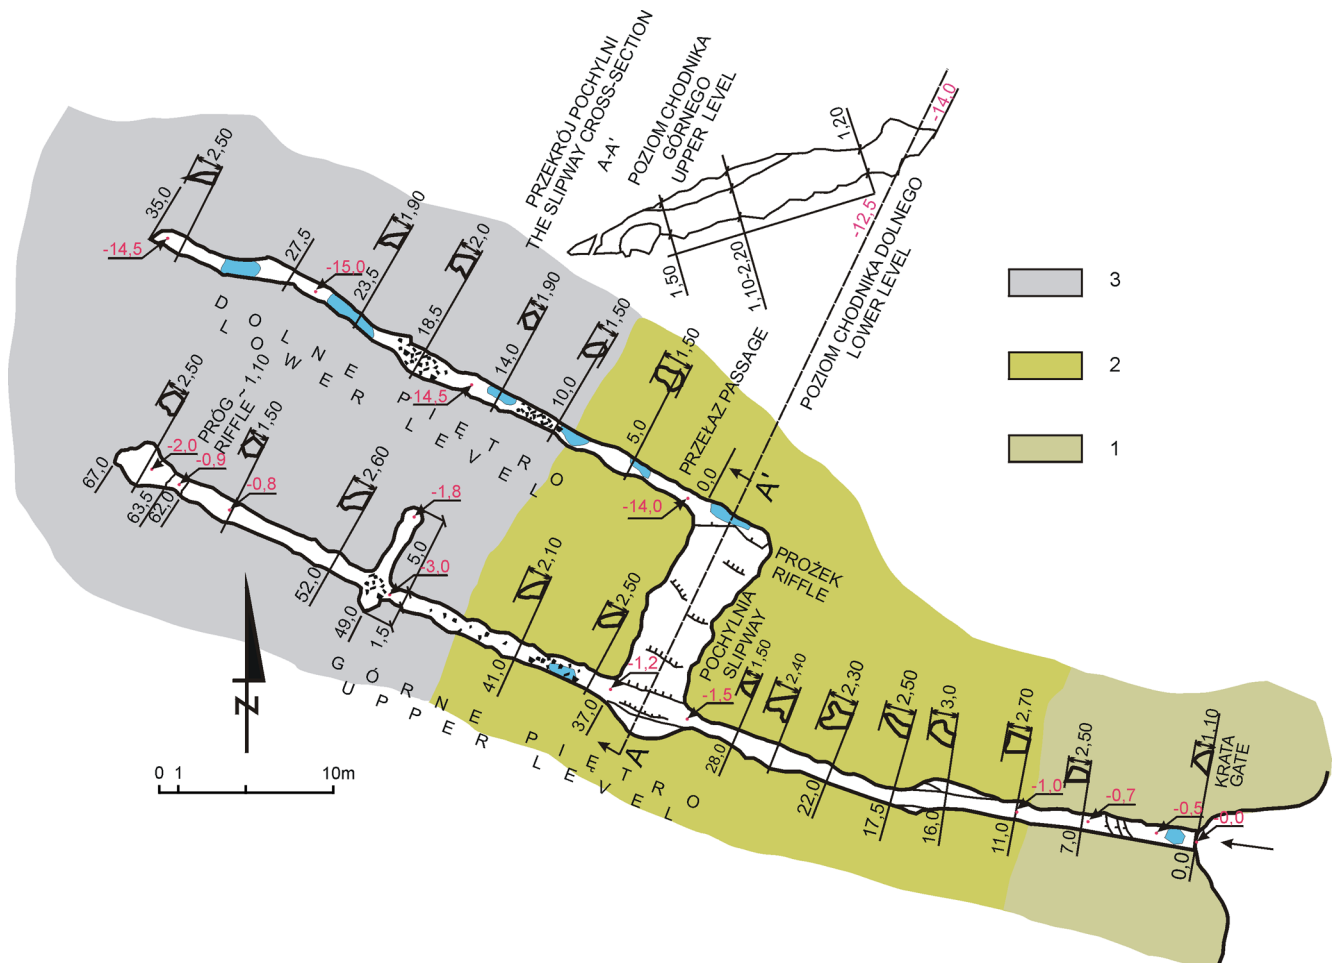 PRZEKRÓJ POCHYLNI
THE SLIPWAY CROSS-SECTION
A-A'
POZIOM CHODNIKA
GÓRNEGO
UPPER LEVEL
1,20
-14,0
-12,5
1,50
1,10-2,20
POZIOM CHODNIKA DOLNEGO
LOWER LEVEL
3
2
1
2,50
35,0
-14,5
27,5
-15,0
1,90
23,5
2,0
18,5
1,90
14,0
14,5
1,50
10,0
1,50
5,0
DOLNE PIĘTRO
LOWER LEVEL
PRZEŁAZ PASSAGE
0,0
A'
-14,0
PROŻEK
RIFFLE
POCHYLNIA
SLIPWAY
2,50
PRÓG ~1,10
RIFFLE
1,50
67,0
-2,0
-0,9
-0,8
63,5
62,0
2,60
-1,8
5,0
-3,0
52,0
49,0
1,5
2,10
2,50
41,0
37,0
-1,2
-1,5
A
GÓRNE PIĘTRO
UPPER LEVEL
1,50
28,0
2,40
2,30
22,0
2,50
17,5
3,0
16,0
2,70
11,0
-1,0
2,50
7,0
-0,7
-0,5
1,10
KRATA
GATE
-0,0
0,0
N
0 1 10m